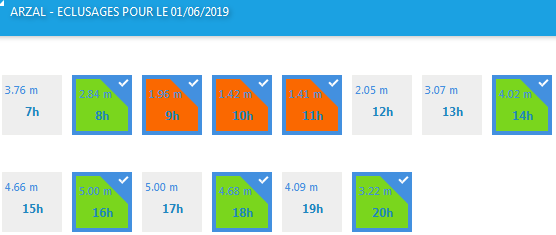 ARZAL - ECLUSAGES POUR LE 01/06/2019
3.76 m 2.84 m 1.96 m 1.42 m 1.41 m 2.05 m 3.07 m 4.02 m
7h 8h 9h 10h 11h 12h 13h 14h
4.66 m 5.00 m 5.00 m 4.68 m 4.09 m 3.22 m
15h 16h 17h 18h 19h 20h